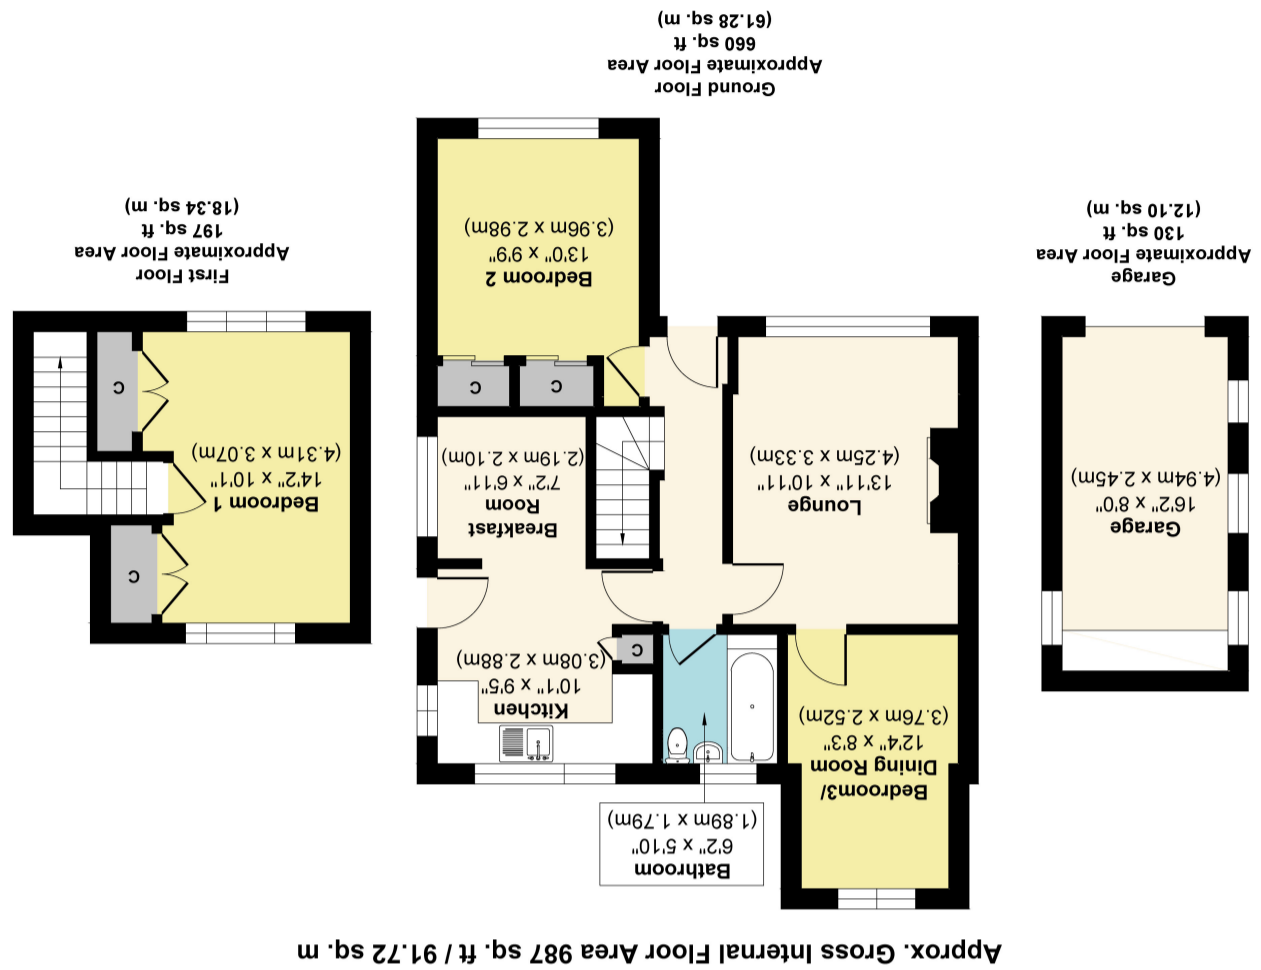 Approx. Gross Internal Floor Area 987 sq. ft / 91.72 sq. m
Garage
16'2" x 8'0"
(4.94m x 2.45m)
Garage
Approximate Floor Area
130 sq. ft
(12.10 sq. m)
Bedroom3/
Dining Room
12'4" x 8'3"
(3.76m x 2.52m)
Bathroom
6'2" x 5'10"
(1.89m x 1.79m)
Kitchen
10'1" x 9'5"
(3.08m x 2.88m)
C
Lounge
13'11" x 10'11"
(4.25m x 3.33m)
Breakfast
Room
7'2" x 6'11"
(2.19m x 2.10m)
C
C
Bedroom 2
13'0" x 9'9"
(3.96m x 2.98m)
Ground Floor
Approximate Floor Area
660 sq. ft
(61.28 sq. m)
C
Bedroom 1
14'2" x 10'1"
(4.31m x 3.07m)
C
First Floor
Approximate Floor Area
197 sq. ft
(18.34 sq. m)